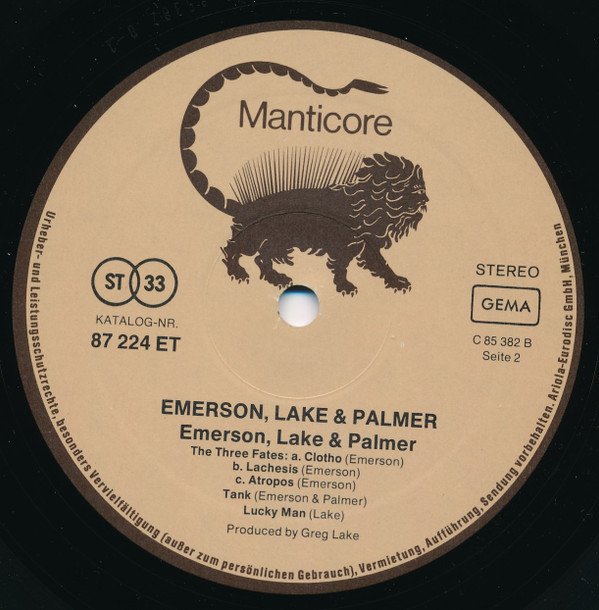 Manticore
ST 33
KATALOG-NR.
87 224 ET
STEREO
GEMA
C 85 382 B
Seite 2
EMERSON, LAKE & PALMER
Emerson, Lake & Palmer
The Three Fates: a. Clotho (Emerson)
b. Lachesis (Emerson)
c. Atropos (Emerson)
Tank (Emerson & Palmer)
Lucky Man (Lake)
Produced by Greg Lake
Urheber- und Leistungsschutzrechte, besonders Vervielfältigung (außer zum persönlichen Gebrauch), Vermietung, Aufführung, Sendung vorbehalten. Ariola-Eurodisc GmbH, München